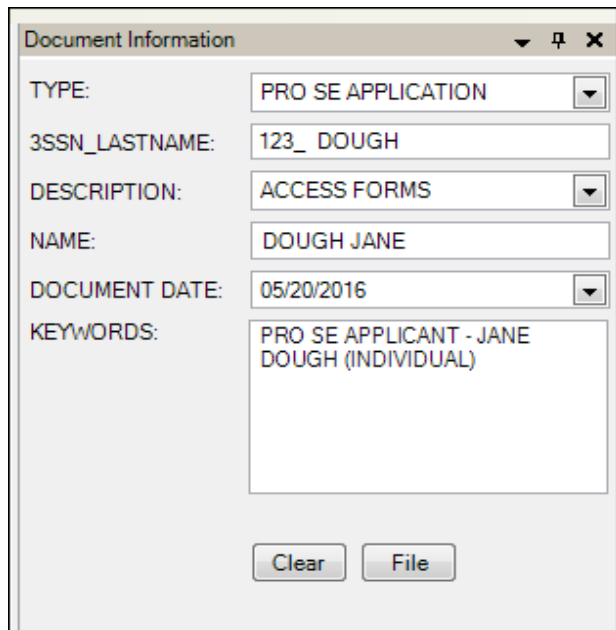 Document Information
TYPE: PRO SE APPLICATION
3SSN_LASTNAME: 123_ DOUGH
DESCRIPTION: ACCESS FORMS
NAME: DOUGH JANE
DOCUMENT DATE: 05/20/2016
KEYWORDS: PRO SE APPLICANT - JANE
DOUGH (INDIVIDUAL)
Clear File